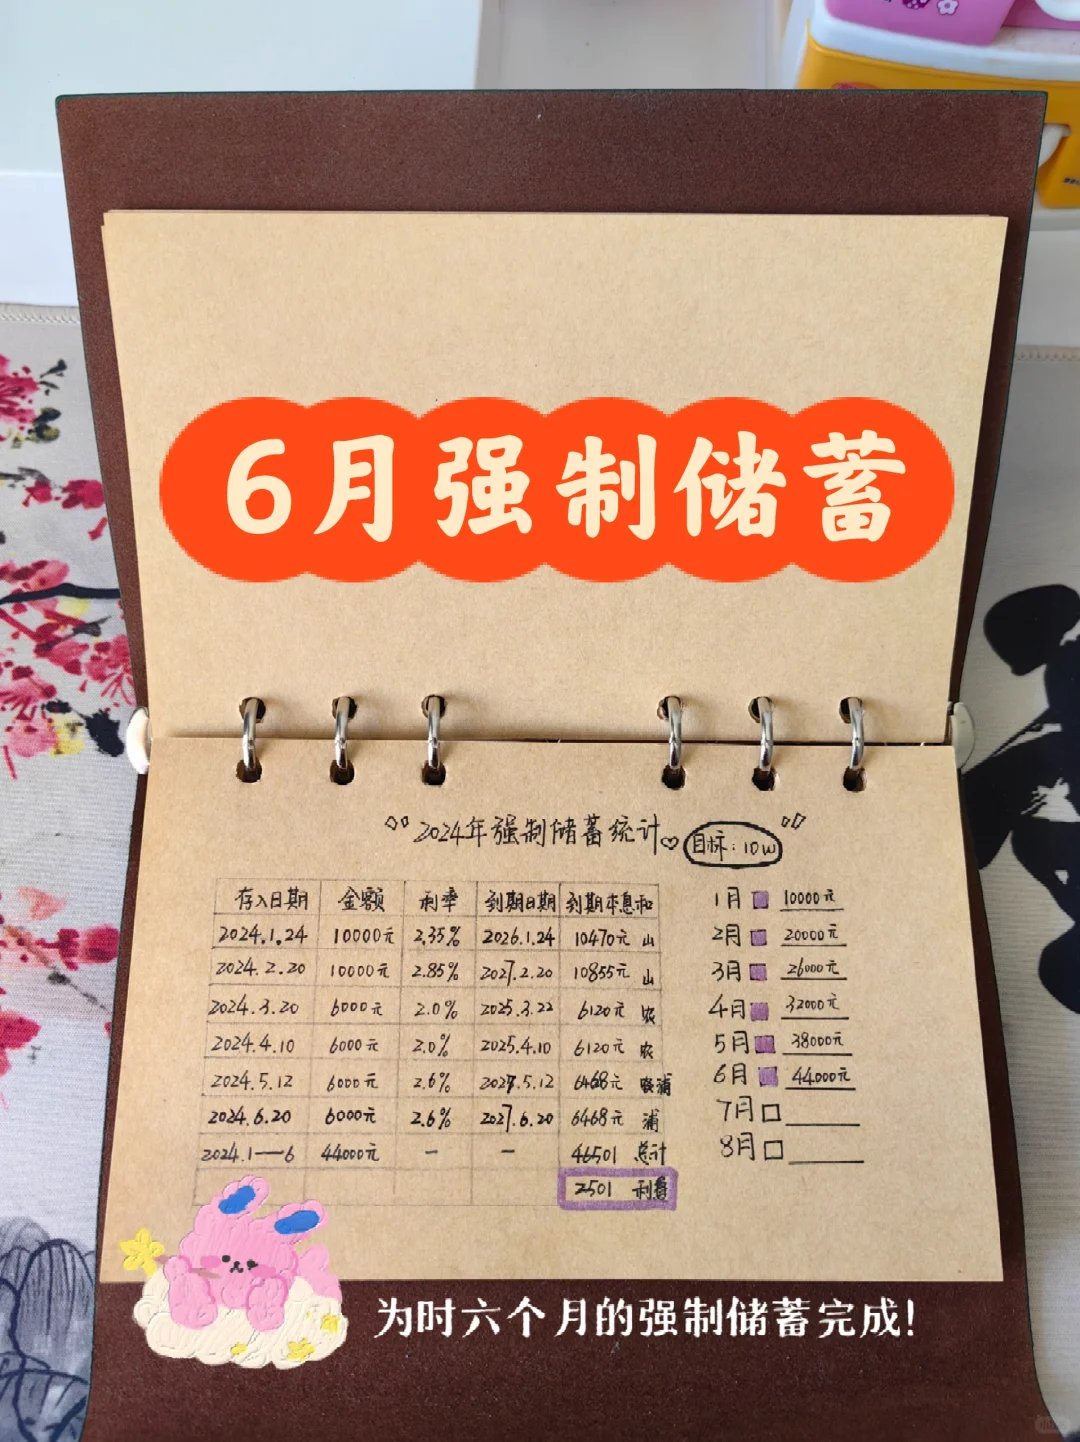 6月强制储蓄
2024年强制储蓄统计
目标:10W
存入日期 金额 利率 到期日期 到期本息和
2024.1.24 10000元 2.35% 2026.1.24 10470元 山
2024.2.20 10000元 2.85% 2027.2.20 10855元 山
2024.3.20 6000元 2.0% 2025.3.22 6120元 农
2024.4.10 6000元 2.0% 2025.4.10 6120元 农
2024.5.12 6000元 2.6% 2027.5.12 6468元 浦
2024.6.20 6000元 2.6% 2027.6.20 6468元 浦
2024.1—6 44000元 — — 46501 总计
2501 利息
1月 10000元
2月 20000元
3月 26000元
4月 32000元
5月 38000元
6月 44000元
7月
8月
为时六个月的强制储蓄完成!